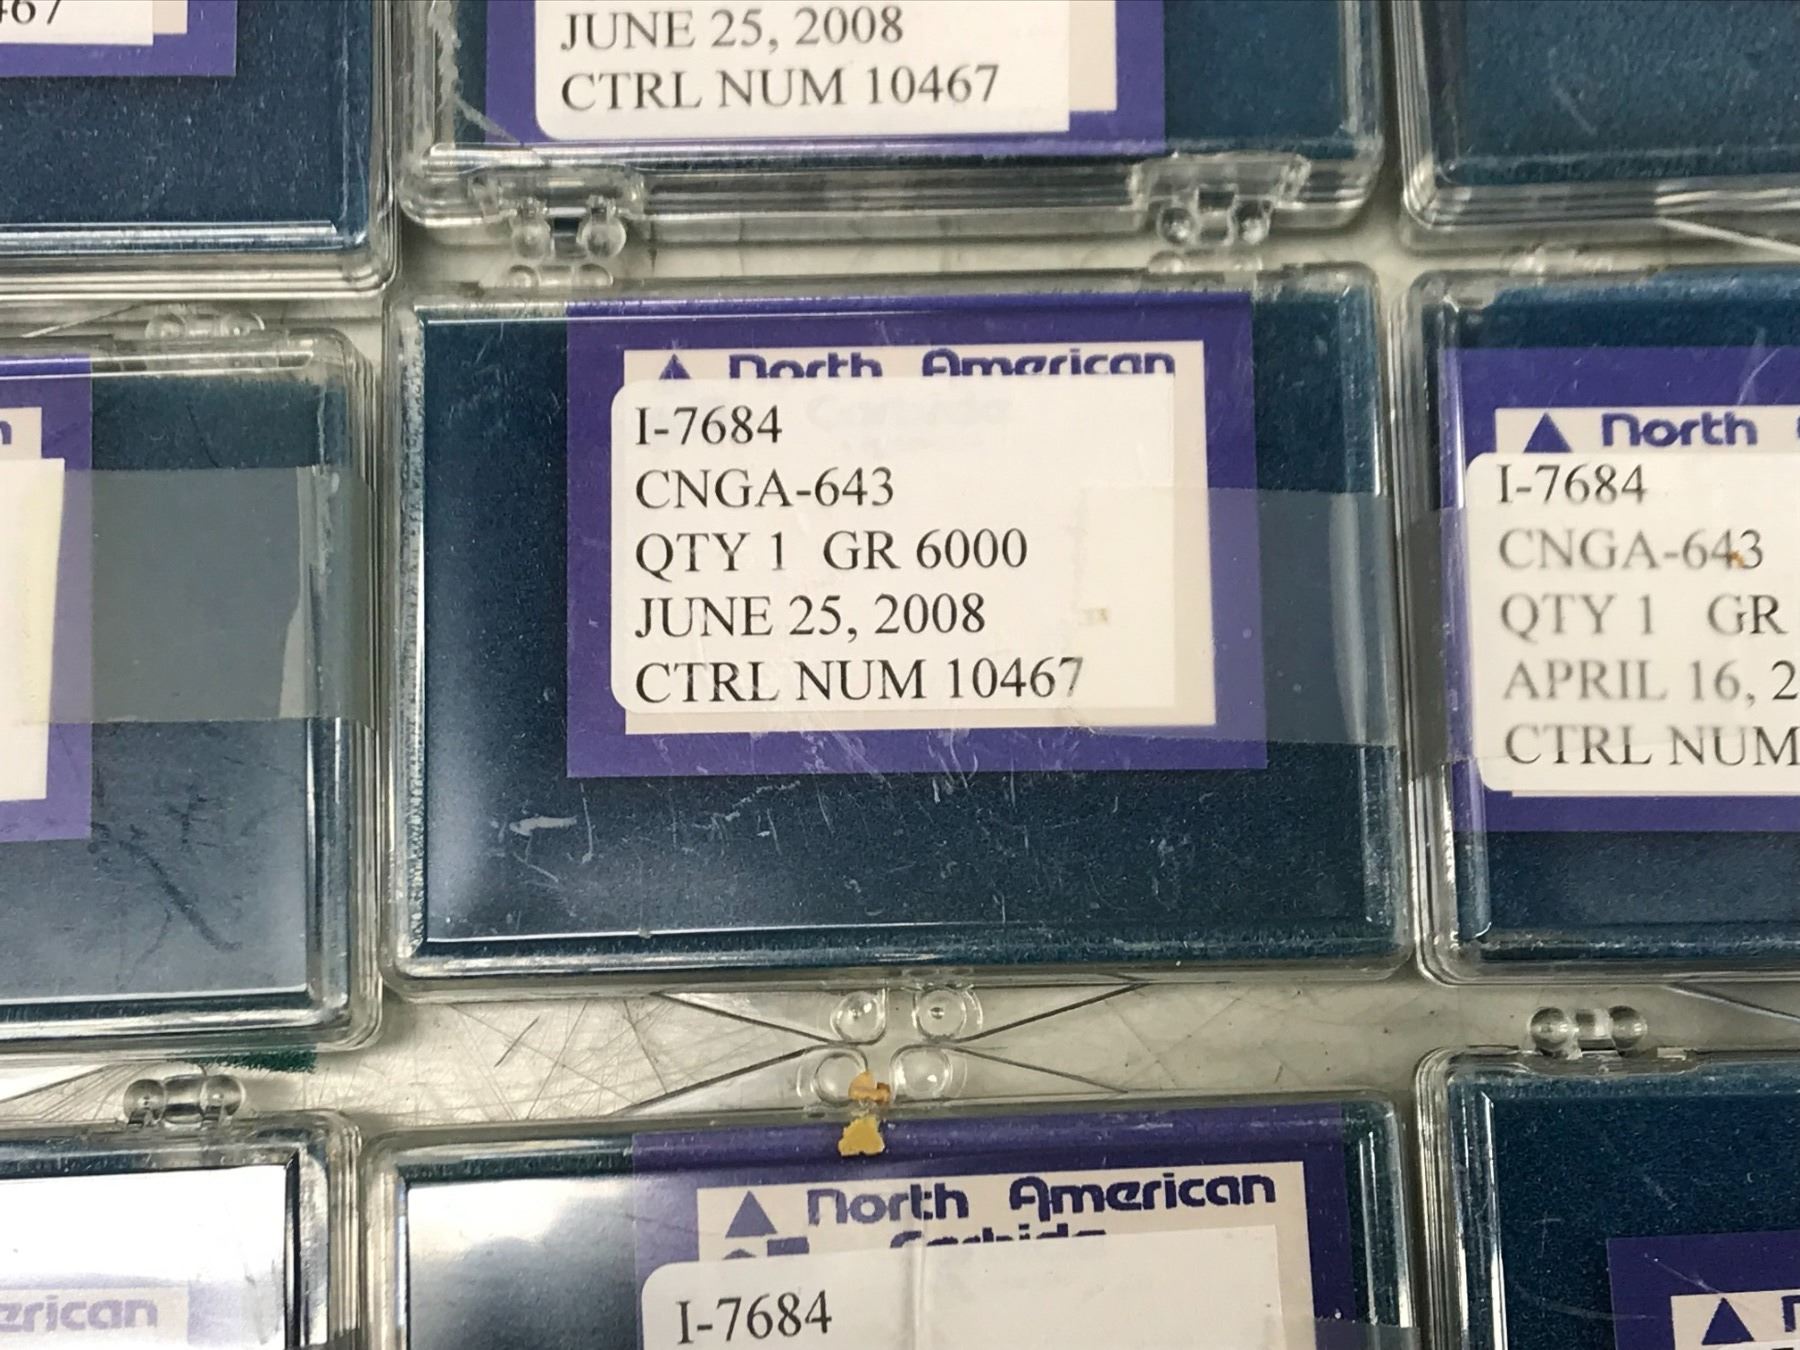 467
JUNE 25, 2008
CTRL NUM 10467
North American
Carbide
I-7684
CNGA-643
QTY 1 GR 6000
JUNE 25, 2008
CTRL NUM 10467
North
I-7684
CNGA-643
QTY 1 GR
APRIL 16, 2
CTRL NUM
erican
North American
Carbide
I-7684